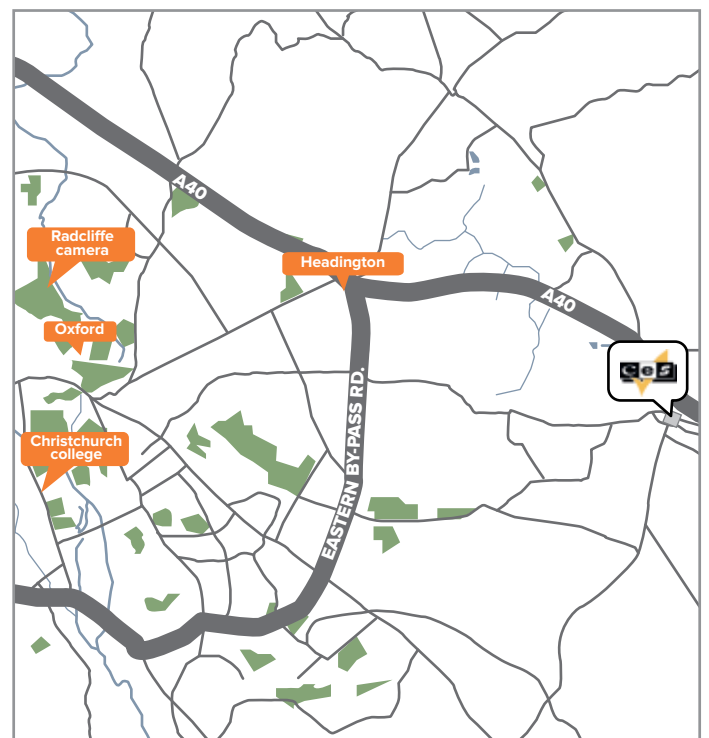 A40
Radcliffe
camera
Headington
A40
Oxford
ces
EASTERN BY-PASS RD.
Christchurch
college